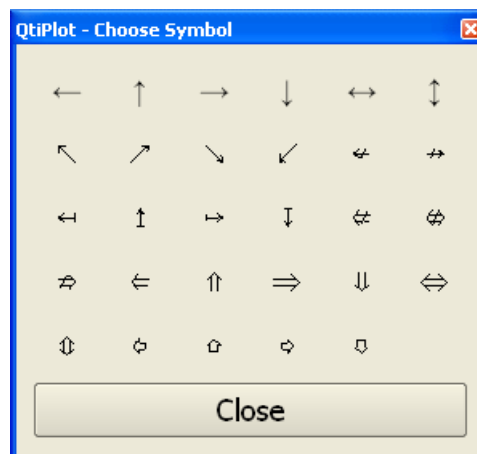 QtiPlot - Choose Symbol
← ↑ → ↓ ↔ ↕
↖ ↗ ↘ ↙ ↚ ↛
↤ ↥ ↦ ↧ ⇍ ⇎
⇏ ⇐ ⇑ ⇒ ⇓ ⇔
⇕ ⇦ ⇧ ⇨ ⇩
Close